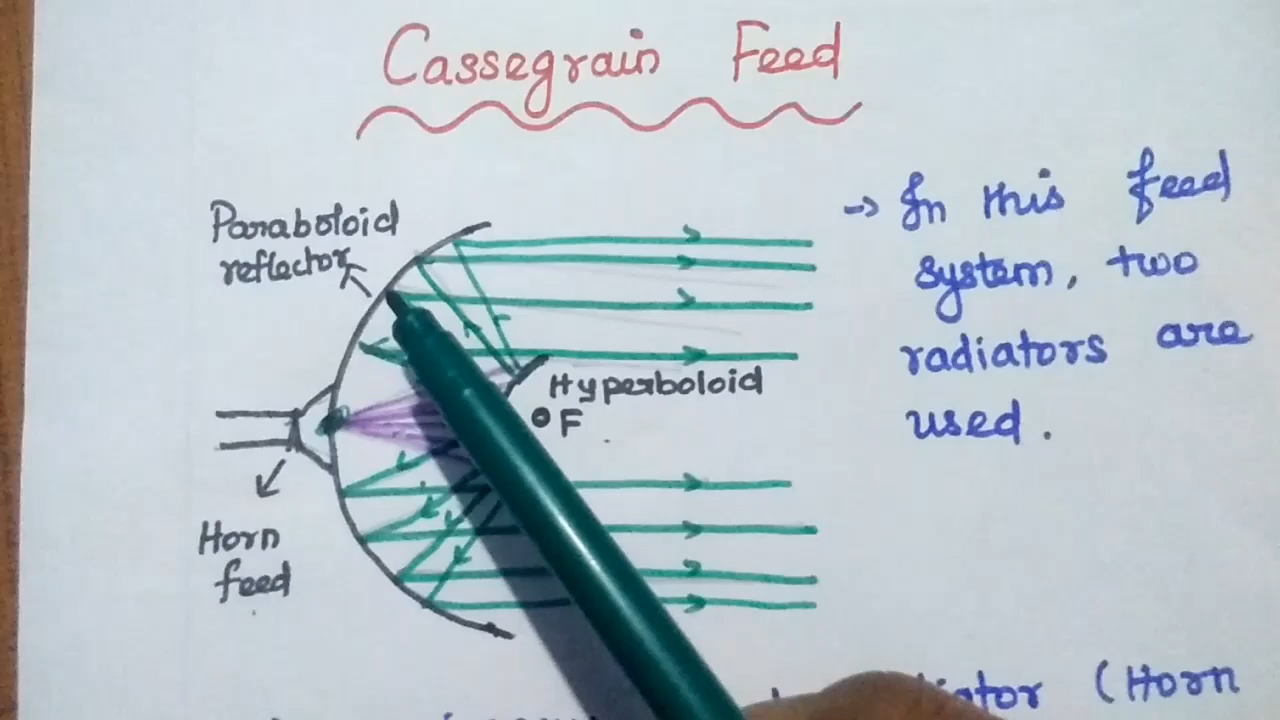 Cassegrain Feed
Paraboloid
reflector
→ In this feed
system, two
radiators are
used.
Hyperboloid
F
Horn
feed
(Horn